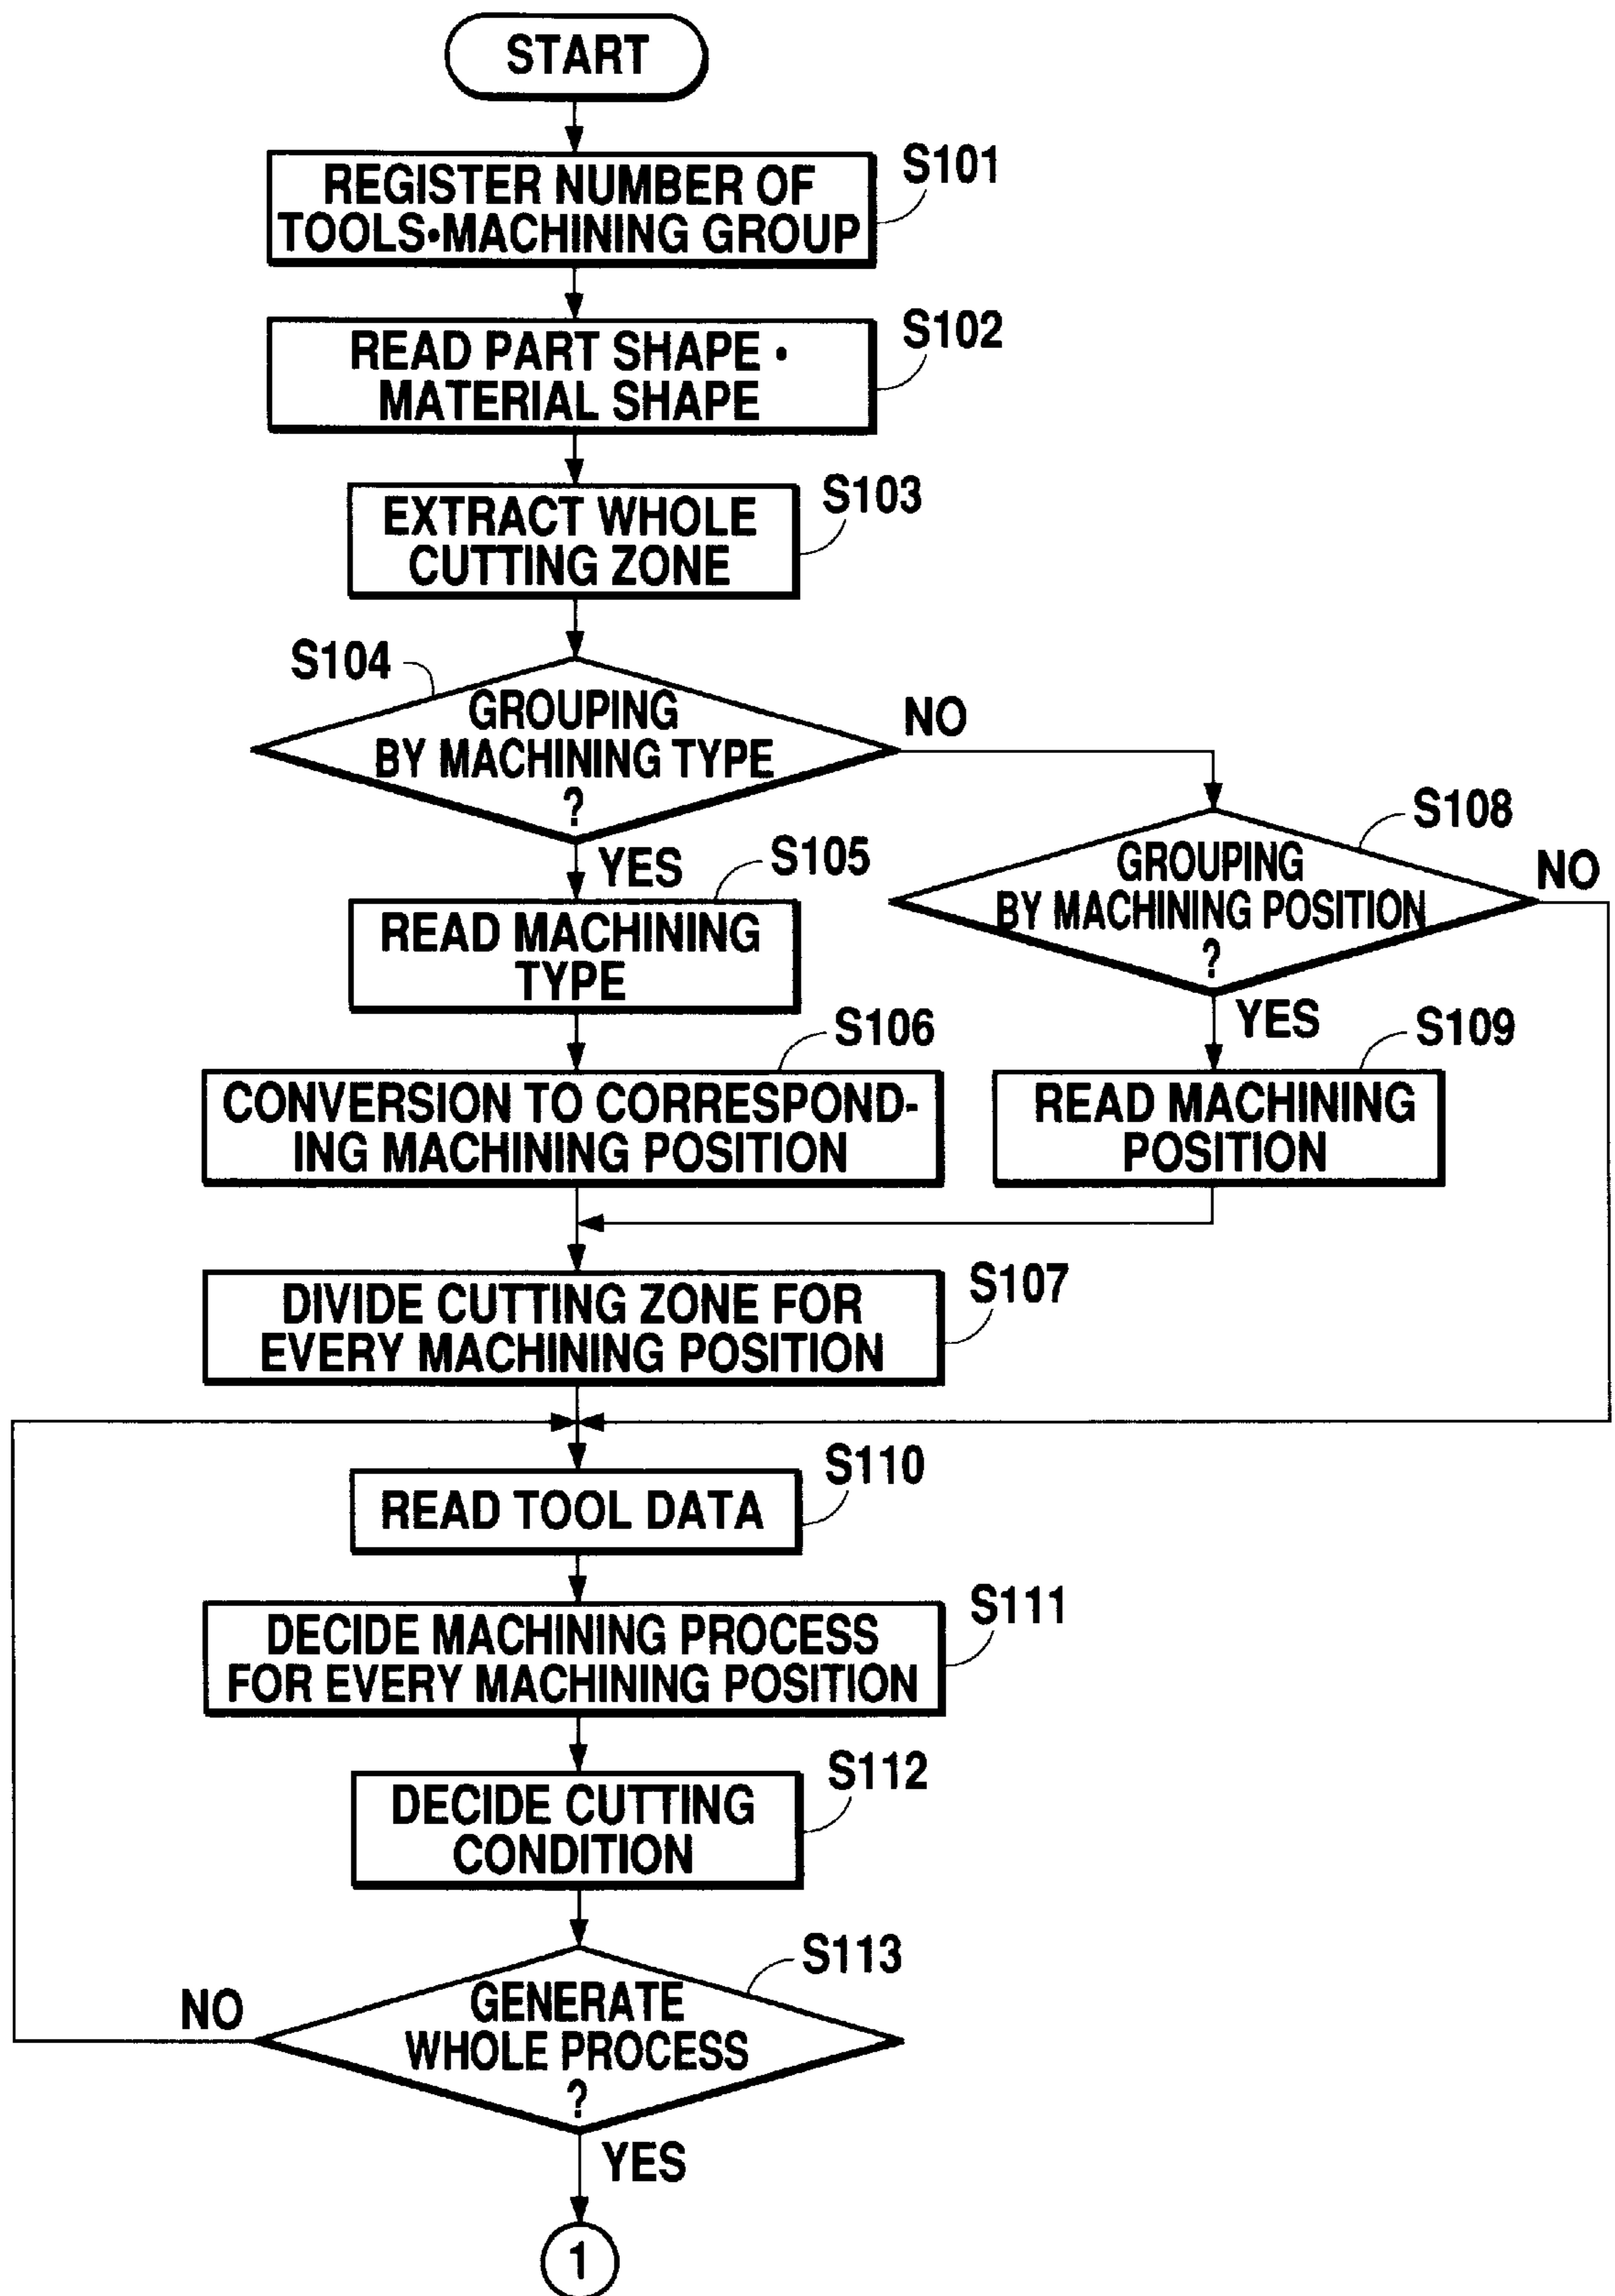 START
S101
REGISTER NUMBER OF
TOOLS•MACHINING GROUP
S102
READ PART SHAPE •
MATERIAL SHAPE
S103
EXTRACT WHOLE
CUTTING ZONE
S104
GROUPING
BY MACHINING TYPE
?
NO
YES
S105
READ MACHINING
TYPE
S108
GROUPING
BY MACHINING POSITION
?
NO
YES
S106
CONVERSION TO CORRESPOND-
ING MACHINING POSITION
S109
READ MACHINING
POSITION
S107
DIVIDE CUTTING ZONE FOR
EVERY MACHINING POSITION
S110
READ TOOL DATA
S111
DECIDE MACHINING PROCESS
FOR EVERY MACHINING POSITION
S112
DECIDE CUTTING
CONDITION
S113
GENERATE
WHOLE PROCESS
?
NO
YES
1